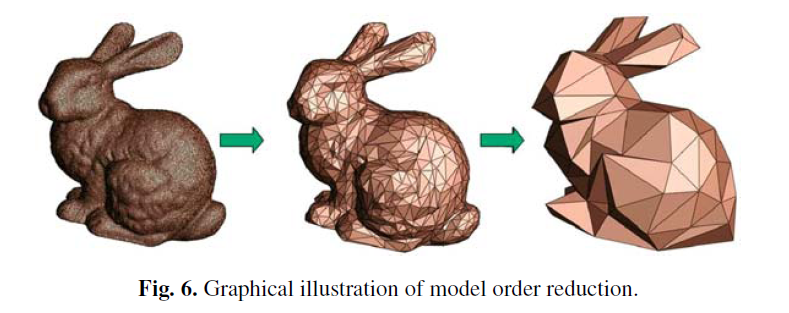 Fig. 6. Graphical illustration of model order reduction.